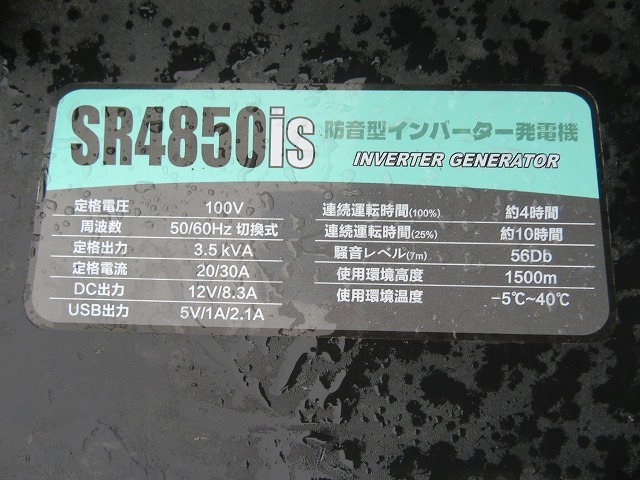 SR4850is 防音型インバーター発電機
INVERTER GENERATOR
定格電圧 100V
周波数 50/60Hz 切換式
定格出力 3.5 kVA
定格電流 20/30A
DC出力 12V/8.3A
USB出力 5V/1A/2.1A
連続運転時間(100%) 約4時間
連続運転時間(25%) 約10時間
騒音レベル(7m) 56Db
使用環境高度 1500m
使用環境温度 -5℃~40℃